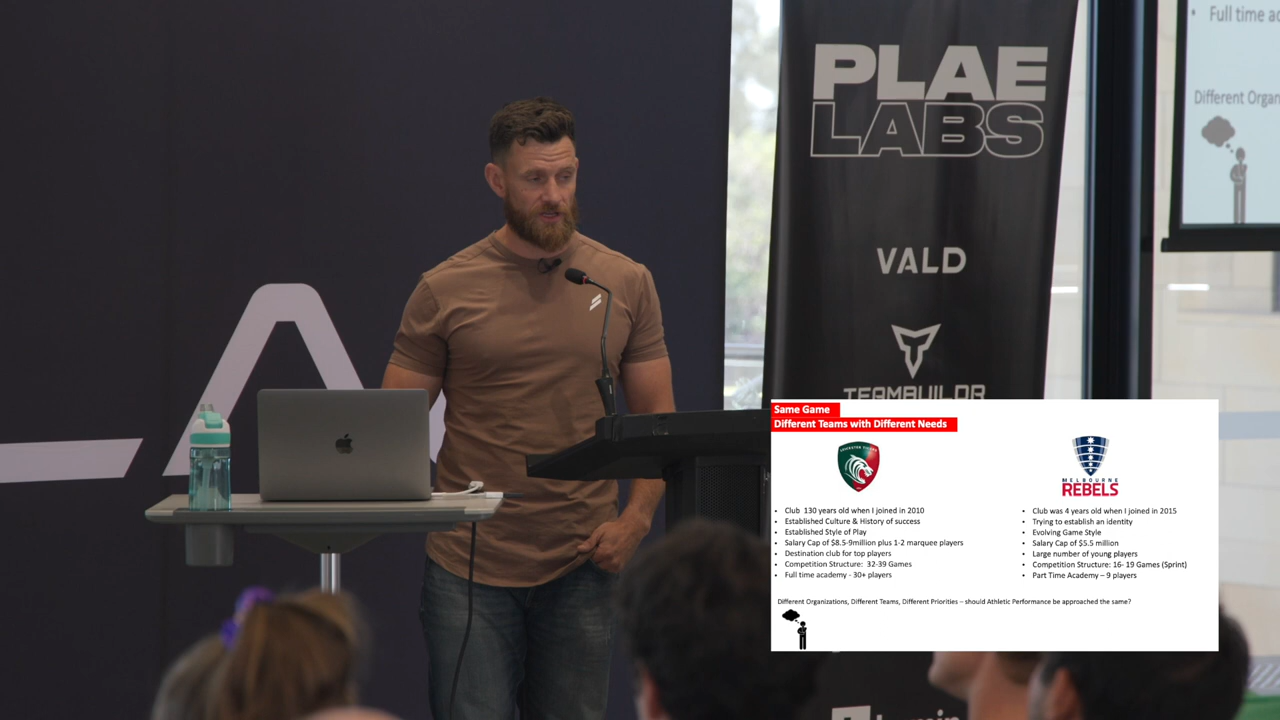 PLAE
LABS
VALD
TEAMBUILDR
Full time
Different Organ
Same Game
Different Teams with Different Needs
LEICESTER TIGERS
• Club 130 years old when I joined in 2010
• Established Culture & History of success
• Established Style of Play
• Salary Cap of $8.5-9million plus 1-2 marquee players
• Destination club for top players
• Competition Structure: 32-39 Games
• Full time academy - 30+ players
MELBOURNE
REBELS
• Club was 4 years old when I joined in 2015
• Trying to establish an identity
• Evolving Game Style
• Salary Cap of $5.5 million
• Large number of young players
• Competition Structure: 16- 19 Games (Sprint)
• Part Time Academy – 9 players
Different Organizations, Different Teams, Different Priorities – should Athletic Performance be approached the same?